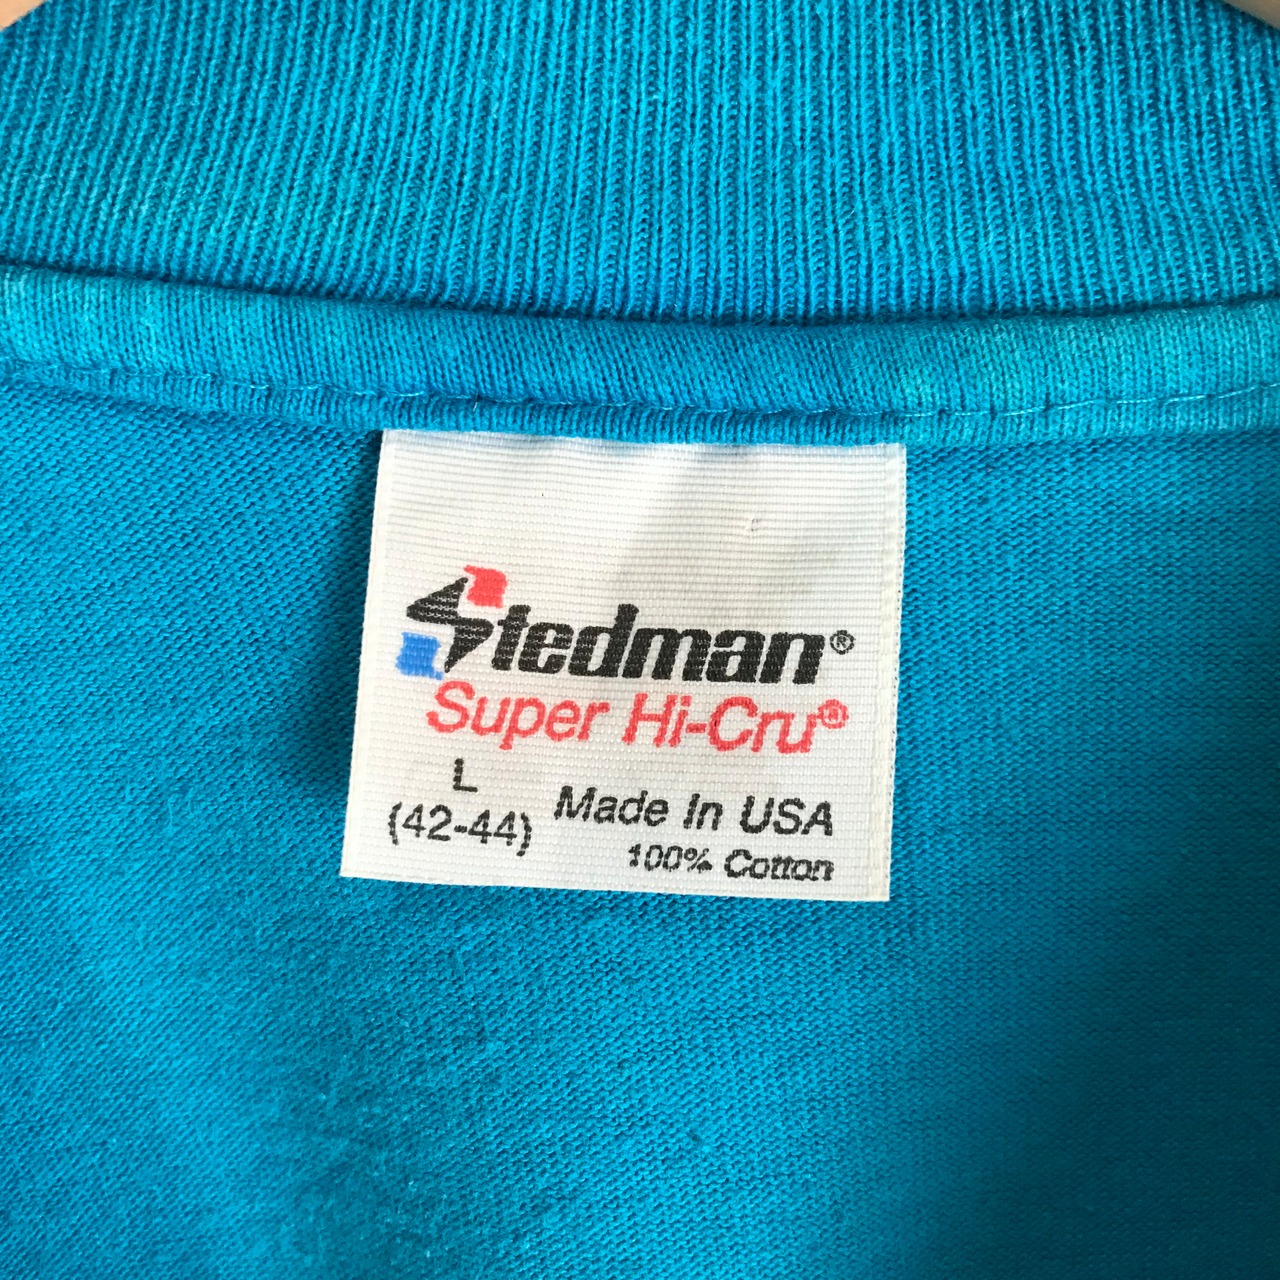 Stedman®
Super Hi-Cru®
L
(42-44)
Made In USA
100% Cotton